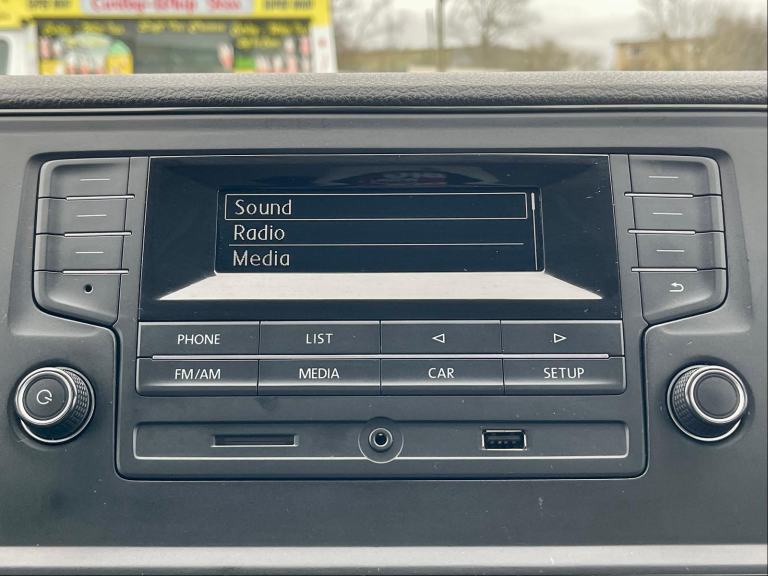 Sound
Radio
Media
PHONE LIST
FM/AM MEDIA CAR SETUP